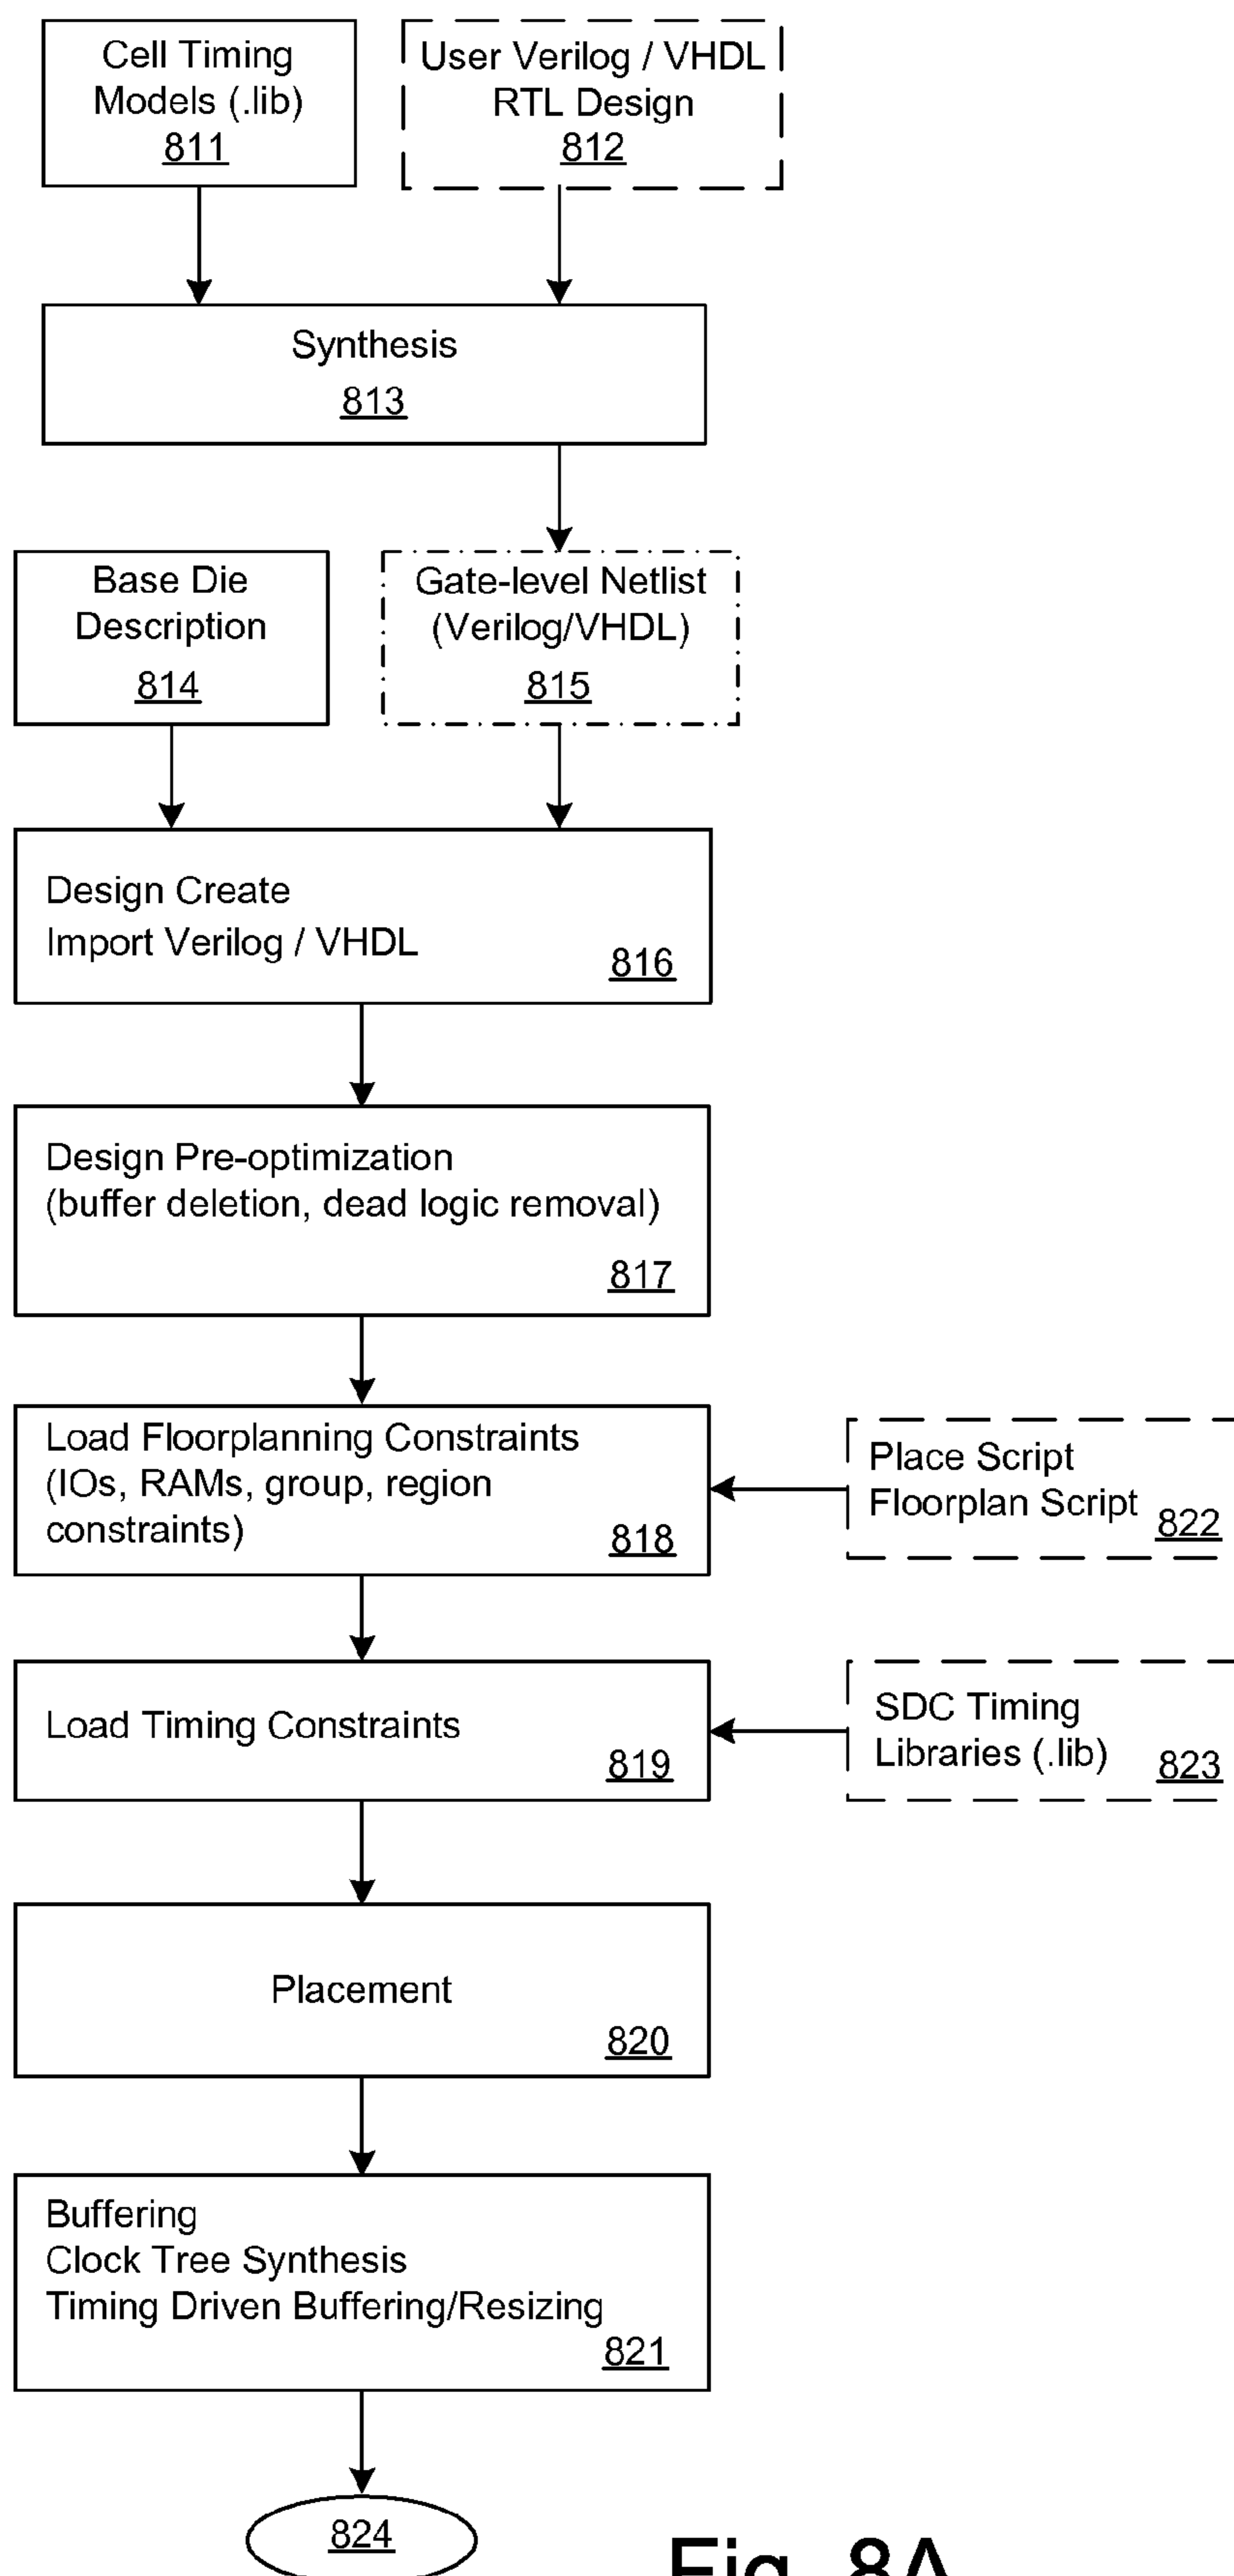 Cell Timing
Models (.lib)
811
User Verilog / VHDL
RTL Design
812
Synthesis
813
Base Die
Description
814
Gate-level Netlist
(Verilog/VHDL)
815
Design Create
Import Verilog / VHDL
816
Design Pre-optimization
(buffer deletion, dead logic removal)
817
Load Floorplanning Constraints
(IOs, RAMs, group, region
constraints)
818
Place Script
Floorplan Script
822
Load Timing Constraints
819
SDC Timing
Libraries (.lib)
823
Placement
820
Buffering
Clock Tree Synthesis
Timing Driven Buffering/Resizing
821
824
Fig. 8A